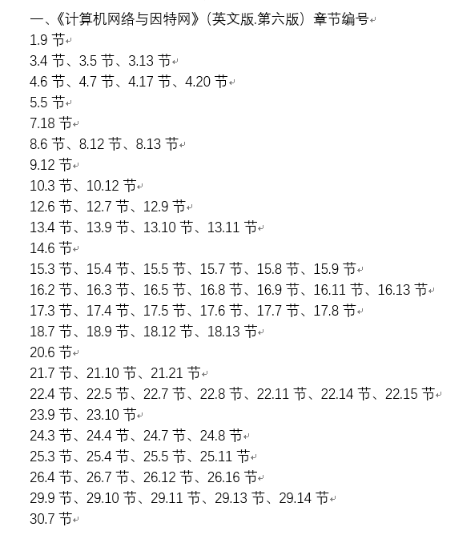 一、《计算机网络与因特网》（英文版.第六版）章节编号
1.9 节
3.4 节、3.5 节、3.13 节
4.6 节、4.7 节、4.17 节、4.20 节
5.5 节
7.18 节
8.6 节、8.12 节、8.13 节
9.12 节
10.3 节、10.12 节
12.6 节、12.7 节、12.9 节
13.4 节、13.9 节、13.10 节、13.11 节
14.6 节
15.3 节、15.4 节、15.5 节、15.7 节、15.8 节、15.9 节
16.2 节、16.3 节、16.5 节、16.8 节、16.9 节、16.11 节、16.13 节
17.3 节、17.4 节、17.5 节、17.6 节、17.7 节、17.8 节
18.7 节、18.9 节、18.12 节、18.13 节
20.6 节
21.7 节、21.10 节、21.21 节
22.4 节、22.5 节、22.7 节、22.8 节、22.11 节、22.14 节、22.15 节
23.9 节、23.10 节
24.3 节、24.4 节、24.7 节、24.8 节
25.3 节、25.4 节、25.5 节、25.11 节
26.4 节、26.7 节、26.12 节、26.16 节
29.9 节、29.10 节、29.11 节、29.13 节、29.14 节
30.7 节